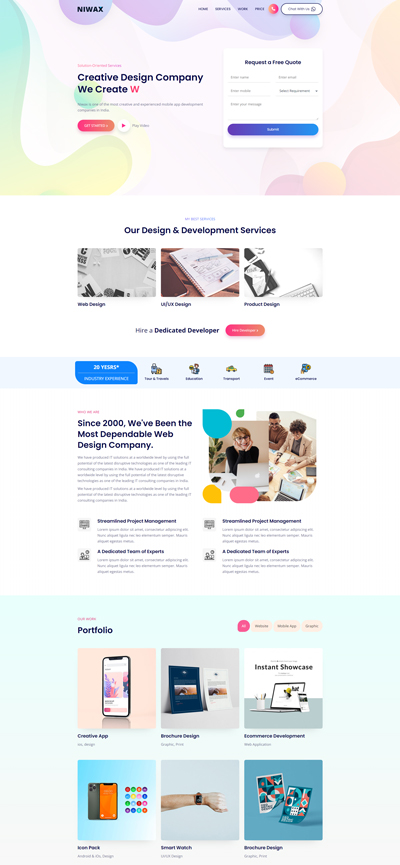 NIWAX
HOME SERVICES WORK PRICE Chat With Us
Creative Design Company
We Create W
Niwax is one of the most creative and experienced mobile app development
companies in India.
GET STARTED
Play Video
Request a Free Quote
Enter name Enter email
Enter mobile Select Requirement
Enter your message
Submit
MY BEST SERVICES
Our Design & Development Services
Web Design UI/UX Design Product Design
Hire a Dedicated Developer Hire Developer
20 YESRS*
INDUSTRY EXPERIENCE
Tour & Travels Education Transport Event eCommerce
WHO WE ARE
Since 2000, We've Been the
Most Dependable Web
Design Company.
We have produced IT solutions at a worldwide level by using the full
potential of the latest disruptive technologies as one of the leading IT
consulting companies in India. We have produced IT solutions at a
worldwide level by using the full potential of the latest disruptive
technologies as one of the leading IT consulting companies in India.
We have produced IT solutions at a worldwide level by using the full
potential of the latest disruptive technologies as one of the leading IT
consulting companies in India.
Streamlined Project Management
Lorem ipsum dolor sit amet, consectetur adipiscing elit.
Nunc aliquet ligula nec leo elementum semper. Mauris
aliquet egestas metus.
Streamlined Project Management
Lorem ipsum dolor sit amet, consectetur adipiscing elit.
Nunc aliquet ligula nec leo elementum semper. Mauris
aliquet egestas metus.
A Dedicated Team of Experts
Lorem ipsum dolor sit amet, consectetur adipiscing elit.
Nunc aliquet ligula nec leo elementum semper. Mauris
aliquet egestas metus.
A Dedicated Team of Experts
Lorem ipsum dolor sit amet, consectetur adipiscing elit.
Nunc aliquet ligula nec leo elementum semper. Mauris
aliquet egestas metus.
OUR WORK
Portfolio
All Website Mobile App Graphic
Instant Showcase
Creative App
ios, design
Brochure Design
Graphic, Print
Ecommerce Development
Web Application
Icon Pack
Android & iOs, Design
Smart Watch
UI/UX Design
Brochure Design
Graphic, Print